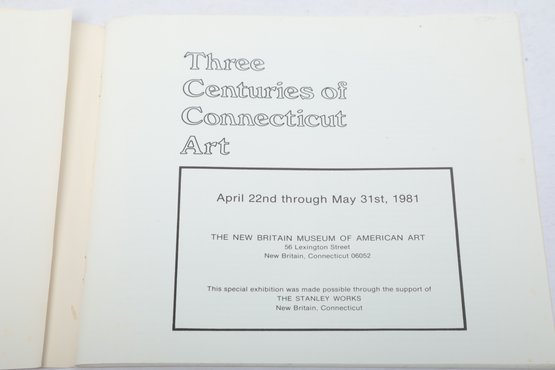 Three
Centuries of
Connecticut
Art
April 22nd through May 31st, 1981
THE NEW BRITAIN MUSEUM OF AMERICAN ART
56 Lexington Street
New Britain, Connecticut 06052
This special exhibition was made possible through the support of
THE STANLEY WORKS
New Britain, Connecticut